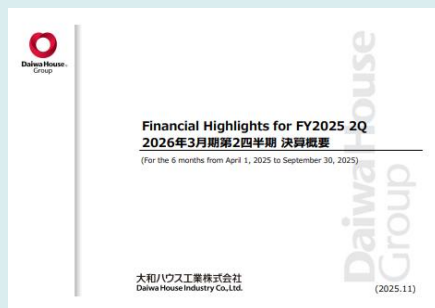 Daiwa House®
Group
Financial Highlights for FY2025 2Q
2026年3月期第2四半期 決算概要
(For the 6 months from April 1, 2025 to September 30, 2025)
大和ハウス工業株式会社
Daiwa House Industry Co.,Ltd.
(2025.11)
Daiwa House
Group